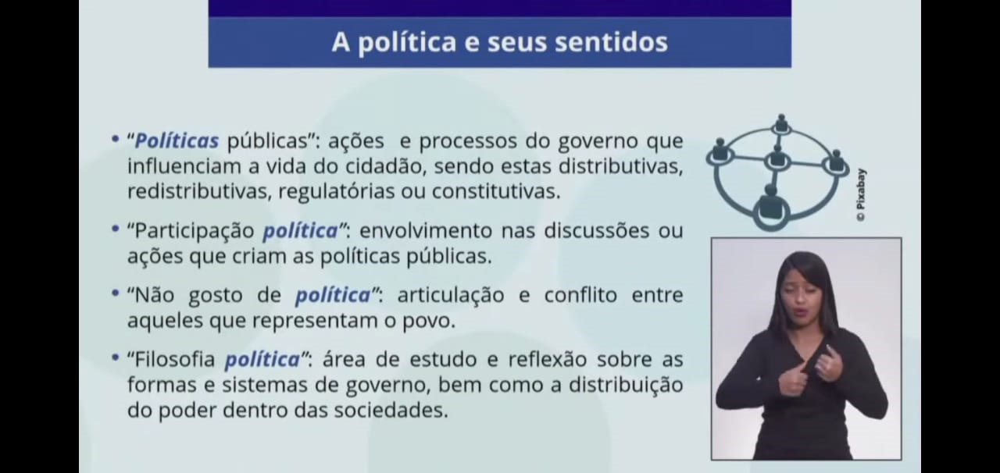 A política e seus sentidos
• “Políticas públicas”: ações e processos do governo que
influenciam a vida do cidadão, sendo estas distributivas,
redistributivas, regulatórias ou constitutivas.
• “Participação política”: envolvimento nas discussões ou
ações que criam as políticas públicas.
• “Não gosto de política”: articulação e conflito entre
aqueles que representam o povo.
• “Filosofia política”: área de estudo e reflexão sobre as
formas e sistemas de governo, bem como a distribuição
do poder dentro das sociedades.
© Pixabay